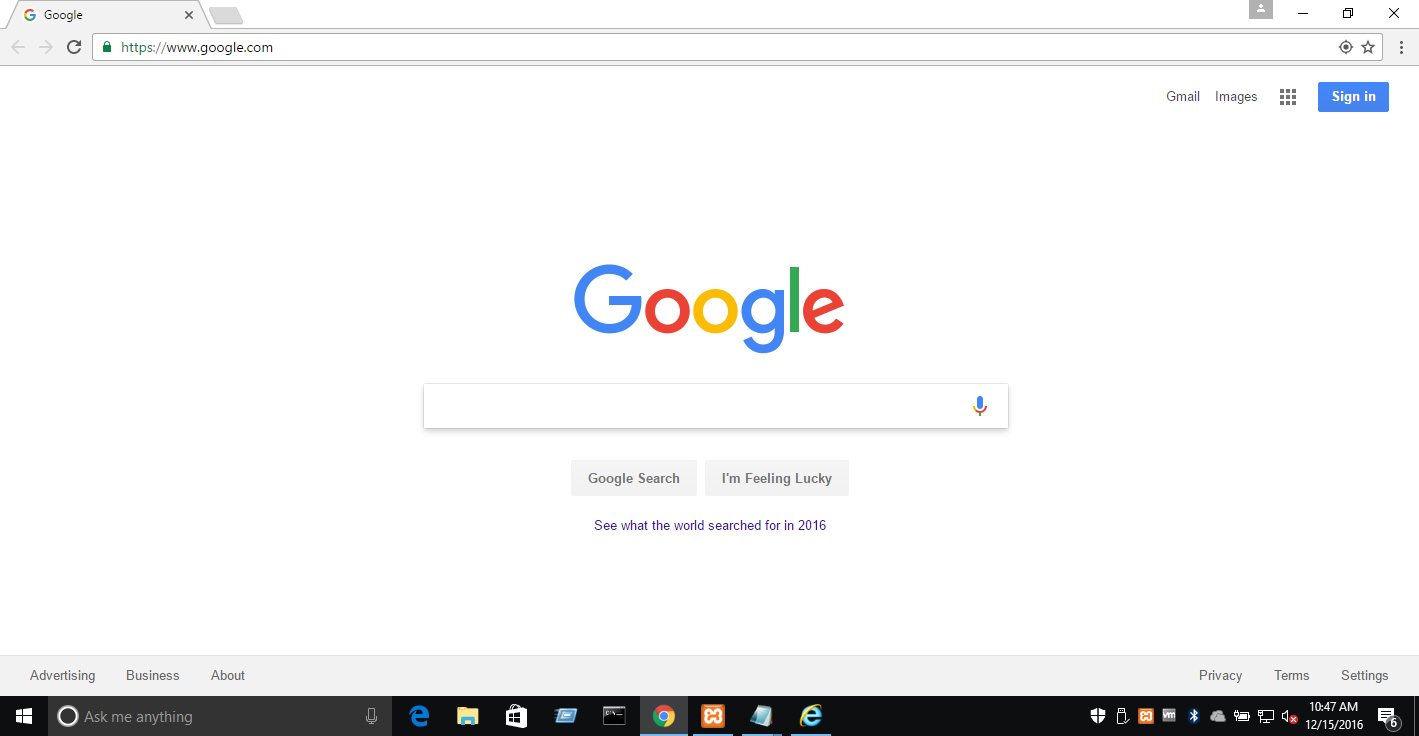 Google
https://www.google.com
Gmail Images Sign in
Google
Google Search I'm Feeling Lucky
See what the world searched for in 2016
Advertising Business About Privacy Terms Settings
Ask me anything
10:47 AM
12/15/2016
6